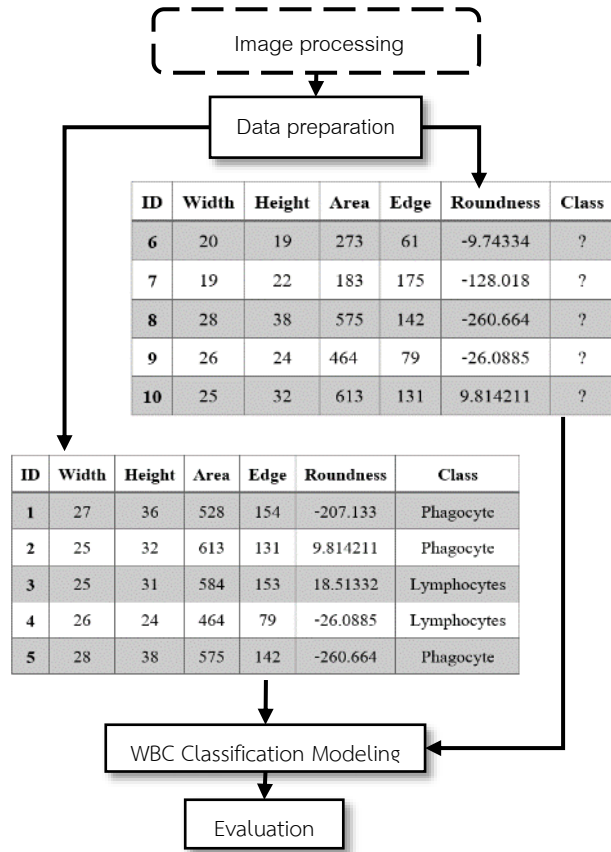 Image processing
Data preparation
ID Width Height Area Edge Roundness Class
6 20 19 273 61 -9.74334 ?
7 19 22 183 175 -128.018 ?
8 28 38 575 142 -260.664 ?
9 26 24 464 79 -26.0885 ?
10 25 32 613 131 9.814211 ?
ID Width Height Area Edge Roundness Class
1 27 36 528 154 -207.133 Phagocyte
2 25 32 613 131 9.814211 Phagocyte
3 25 31 584 153 18.51332 Lymphocytes
4 26 24 464 79 -26.0885 Lymphocytes
5 28 38 575 142 -260.664 Phagocyte
WBC Classification Modeling
Evaluation